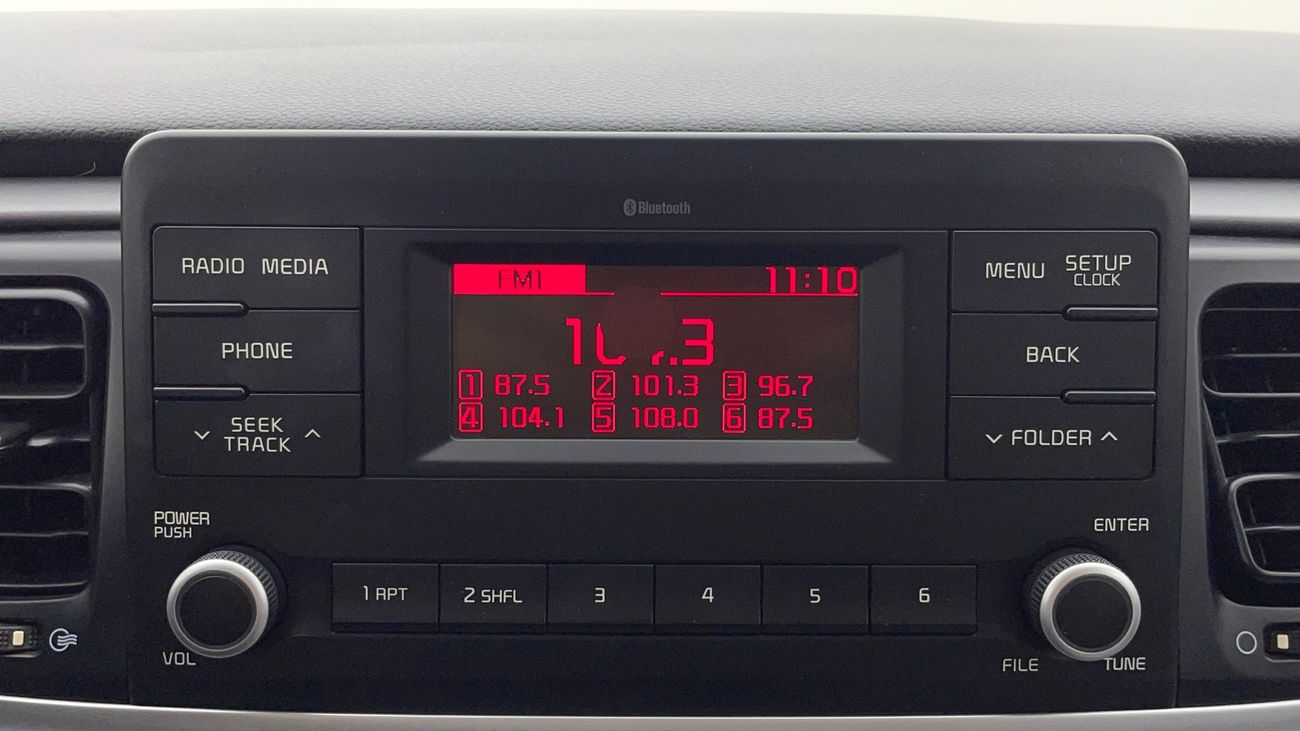 Bluetooth
RADIO MEDIA
PHONE
SEEK
TRACK
FM1 11:10
1 87.5 2 101.3 3 96.7
4 104.1 5 108.0 6 87.5
MENU SETUP
CLOCK
BACK
FOLDER
POWER
PUSH
VOL
1 RPT 2 SHFL 3 4 5 6
ENTER
FILE TUNE